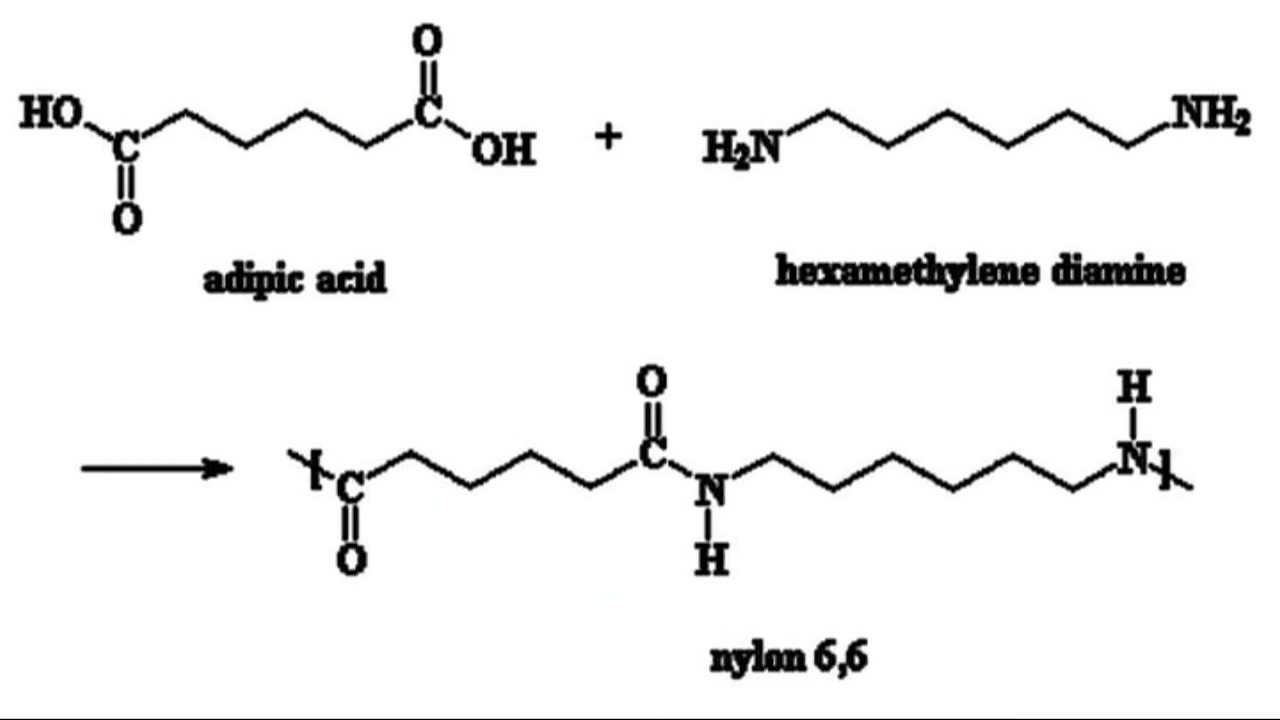 O
HO C C OH + H₂N NH₂
O
adipic acid hexamethylene diamine
O H
C C N N
O H
nylon 6,6